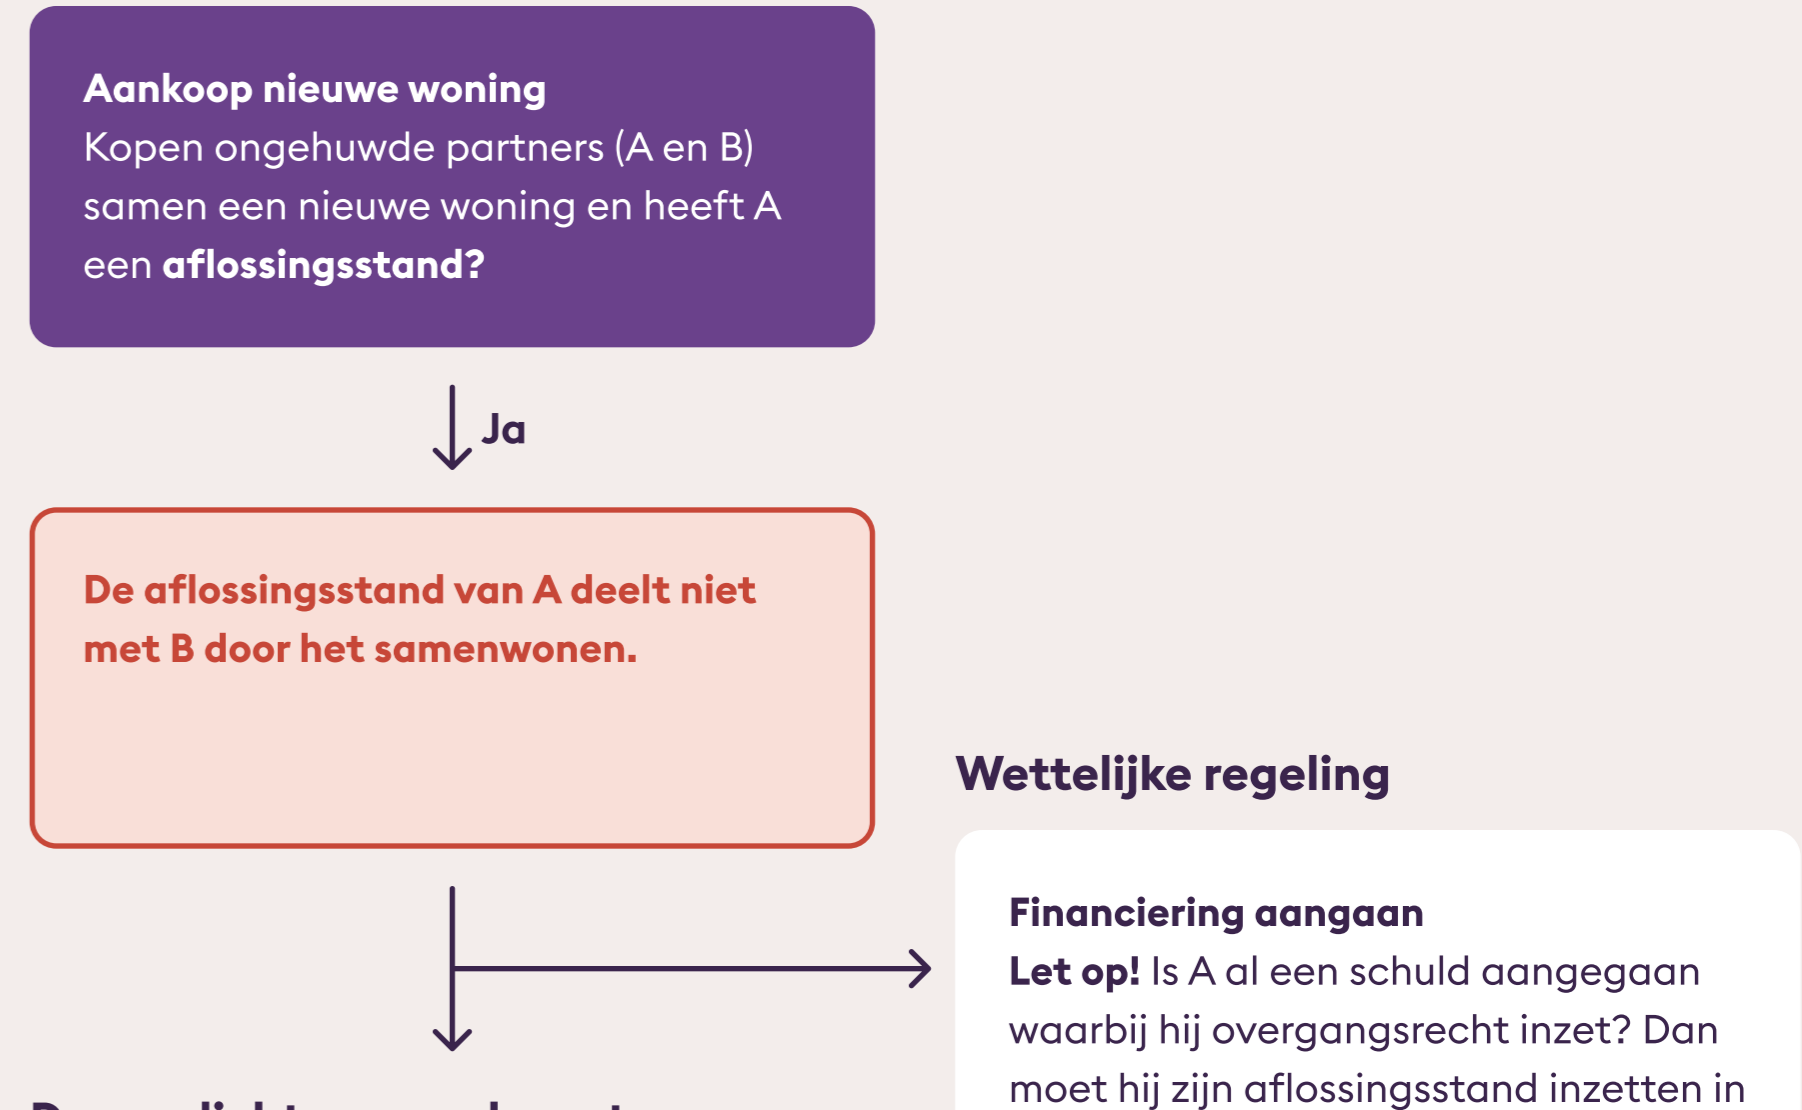 Aankoop nieuwe woning
Kopen ongehuwde partners (A en B)
samen een nieuwe woning en heeft A
een aflossingsstand?
Ja
De aflossingsstand van A deelt niet
met B door het samenwonen.
Wettelijke regeling
Financiering aangaan
Let op! Is A al een schuld aangegaan
waarbij hij overgangsrecht inzet? Dan
moet hij zijn aflossingsstand inzetten in